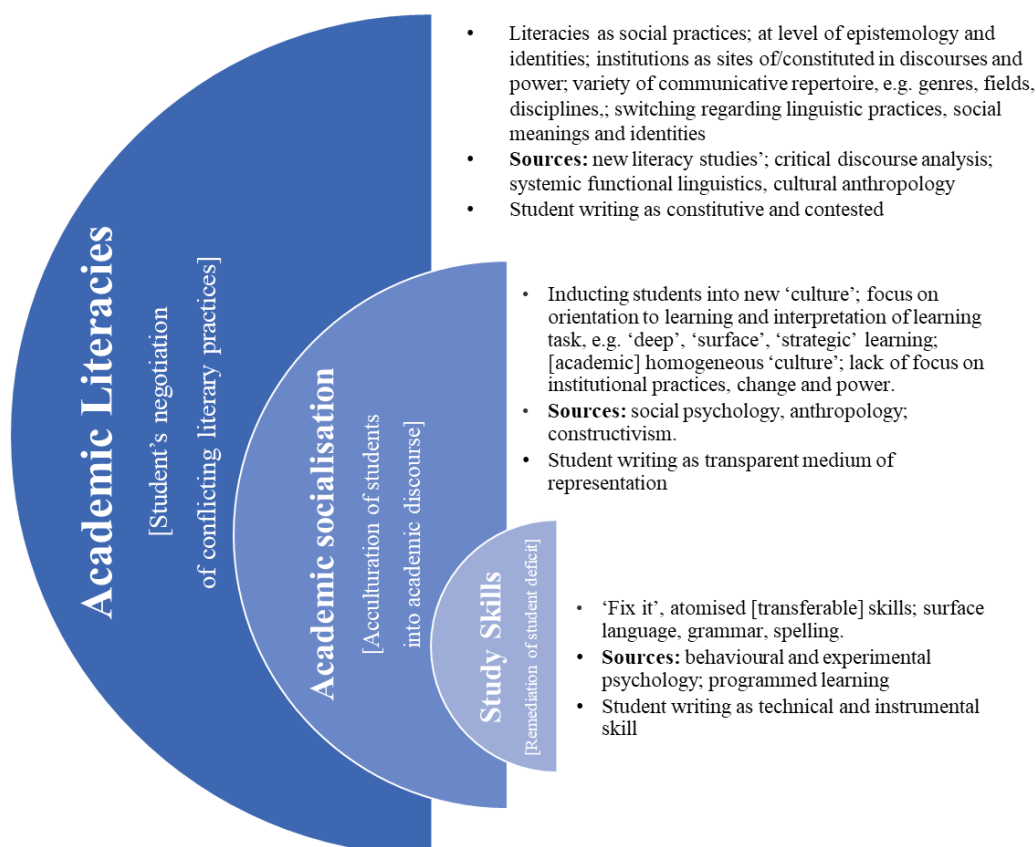 Academic Literacies
[Student's negotiation
of conflicting literary practices]
• Literacies as social practices; at level of epistemology and
identities; institutions as sites of/constituted in discourses and
power; variety of communicative repertoire, e.g. genres, fields,
disciplines,; switching regarding linguistic practices, social
meanings and identities
• Sources: new literacy studies’; critical discourse analysis;
systemic functional linguistics, cultural anthropology
• Student writing as constitutive and contested
Academic socialisation
[Acculturation of students
into academic discourse]
• Inducting students into new ‘culture’; focus on
orientation to learning and interpretation of learning
task, e.g. ‘deep’, ‘surface’, ‘strategic’ learning;
[academic] homogeneous ‘culture’; lack of focus on
institutional practices, change and power.
• Sources: social psychology, anthropology;
constructivism.
• Student writing as transparent medium of
representation
Study Skills
[Remediation of student deficit]
• ‘Fix it’, atomised [transferable] skills; surface
language, grammar, spelling.
• Sources: behavioural and experimental
psychology; programmed learning
• Student writing as technical and instrumental
skill